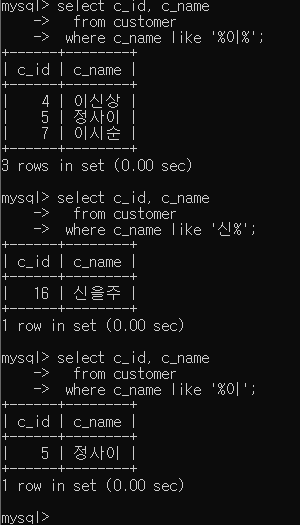 mysql> select c_id, c_name
    ->   from customer
    ->  where c_name like '%이%';
+------+--------+
| c_id | c_name |
+------+--------+
|    4 | 이신상 |
|    5 | 정사이 |
|    7 | 이시순 |
+------+--------+
3 rows in set (0.00 sec)
mysql> select c_id, c_name
    ->   from customer
    ->  where c_name like '신%';
+------+--------+
| c_id | c_name |
+------+--------+
|   16 | 신을주 |
+------+--------+
1 row in set (0.00 sec)
mysql> select c_id, c_name
    ->   from customer
    ->  where c_name like '%이';
+------+--------+
| c_id | c_name |
+------+--------+
|    5 | 정사이 |
+------+--------+
1 row in set (0.00 sec)
mysql>